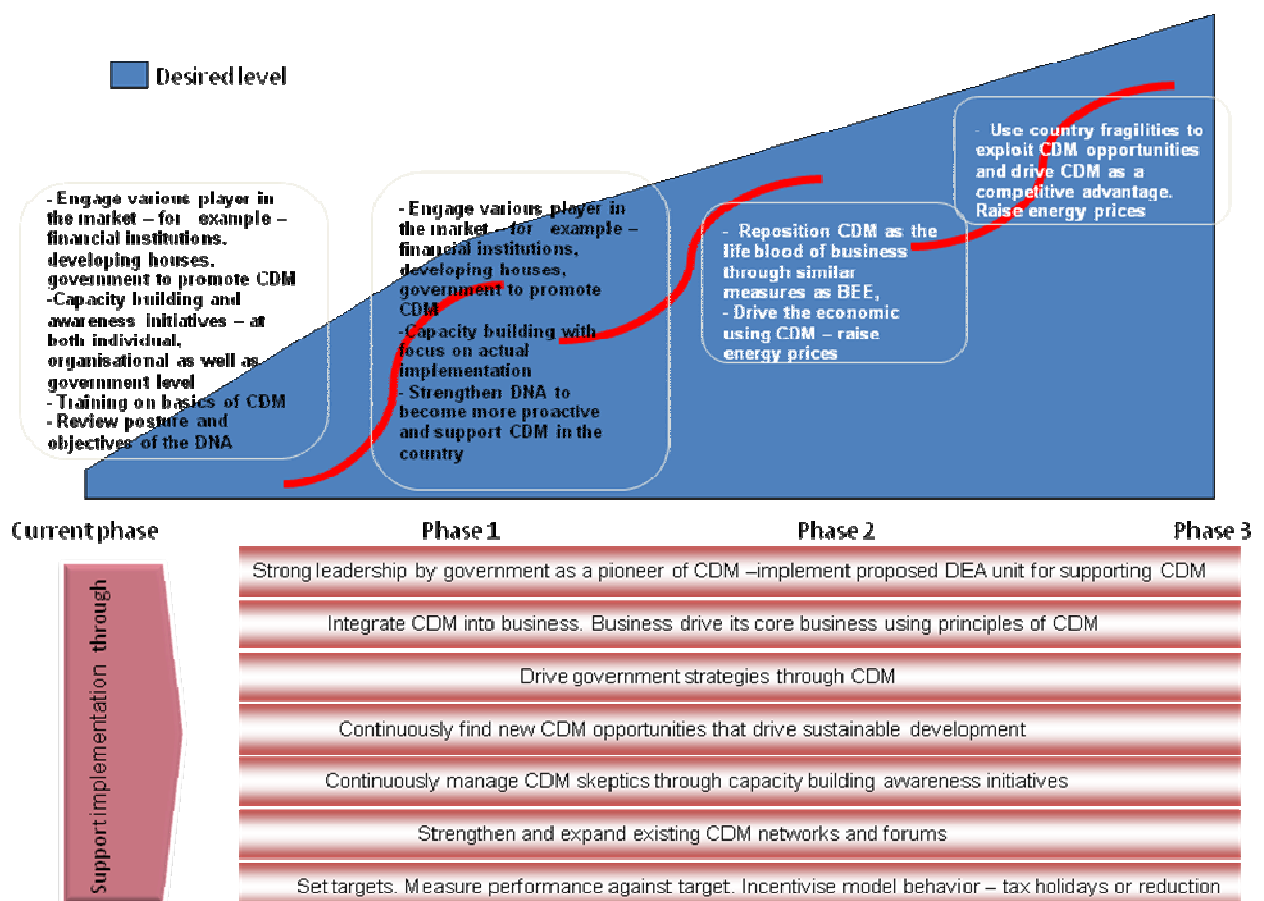 Desired level
- Engage various player in
the market – for example –
financial institutions,
developing houses,
government to promote CDM
-Capacity building and
awareness initiatives – at
both individual,
organisational as well as
government level
- Training on basics of CDM
- Review posture and
objectives of the DNA
- Engage various player in
the market – for example –
financial institutions,
developing houses,
government to promote
CDM
-Capacity building with
focus on actual
implementation
- Strengthen DNA to
become more proactive
and support CDM in the
country
- Reposition CDM as the
life blood of business
through similar
measures as BEE,
- Drive the economic
using CDM – raise
energy prices
- Use country fragilities to
exploit CDM opportunities
and drive CDM as a
competitive advantage.
Raise energy prices
Current phase
Phase 1
Phase 2
Phase 3
Support implementation through
Strong leadership by government as a pioneer of CDM –implement proposed DEA unit for supporting CDM
Integrate CDM into business. Business drive its core business using principles of CDM
Drive government strategies through CDM
Continuously find new CDM opportunities that drive sustainable development
Continuously manage CDM skeptics through capacity building awareness initiatives
Strengthen and expand existing CDM networks and forums
Set targets. Measure performance against target. Incentivise model behavior – tax holidays or reduction